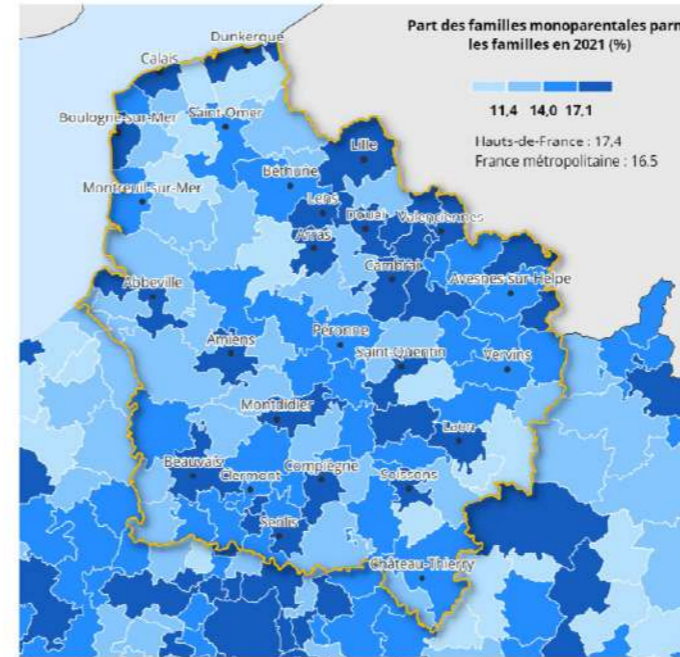 Part des familles monoparentales parm
les familles en 2021 (%)
11,4 14,0 17,1
Hauts-de-France : 17,4
France métropolitaine : 16.5
Dunkerque
Calais
Boulogne-sur-Mer
Saint-Omer
Lille
Béthune
Montreuil-sur-Mer
Lens
Douai
Valenciennes
Arras
Cambrai
Avesnes-sur-Helpe
Abbeville
Amiens
Péronne
Saint-Quentin
Vervins
Montdidier
Laon
Beauvais
Clermont
Compiègne
Soissons
Senlis
Château-Thierry